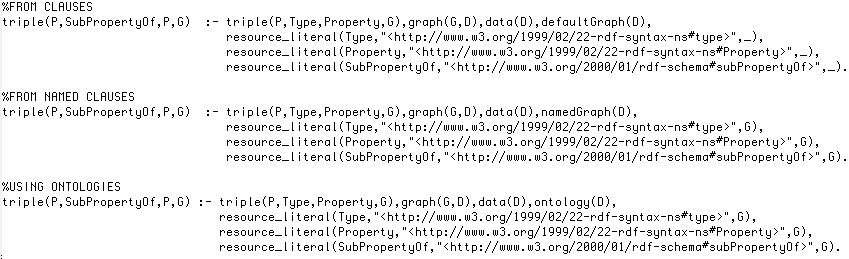 %FROM CLAUSES
triple(P,SubPropertyOf,P,G)  :- triple(P,Type,Property,G),graph(G,D),data(D),defaultGraph(D),
resource_literal(Type,"<http://www.w3.org/1999/02/22-rdf-syntax-ns#type>",_),
resource_literal(Property,"<http://www.w3.org/1999/02/22-rdf-syntax-ns#Property>",_),
resource_literal(SubPropertyOf,"<http://www.w3.org/2000/01/rdf-schema#subPropertyOf>",_).
%FROM NAMED CLAUSES
triple(P,SubPropertyOf,P,G)  :- triple(P,Type,Property,G),graph(G,D),data(D),namedGraph(D),
resource_literal(Type,"<http://www.w3.org/1999/02/22-rdf-syntax-ns#type>",G),
resource_literal(Property,"<http://www.w3.org/1999/02/22-rdf-syntax-ns#Property>",G),
resource_literal(SubPropertyOf,"<http://www.w3.org/2000/01/rdf-schema#subPropertyOf>",G).
%USING ONTOLOGIES
triple(P,SubPropertyOf,P,G) :- triple(P,Type,Property,G),graph(G,D),data(D),ontology(D),
resource_literal(Type,"<http://www.w3.org/1999/02/22-rdf-syntax-ns#type>",G),
resource_literal(Property,"<http://www.w3.org/1999/02/22-rdf-syntax-ns#Property>",G),
resource_literal(SubPropertyOf,"<http://www.w3.org/2000/01/rdf-schema#subPropertyOf>",G).